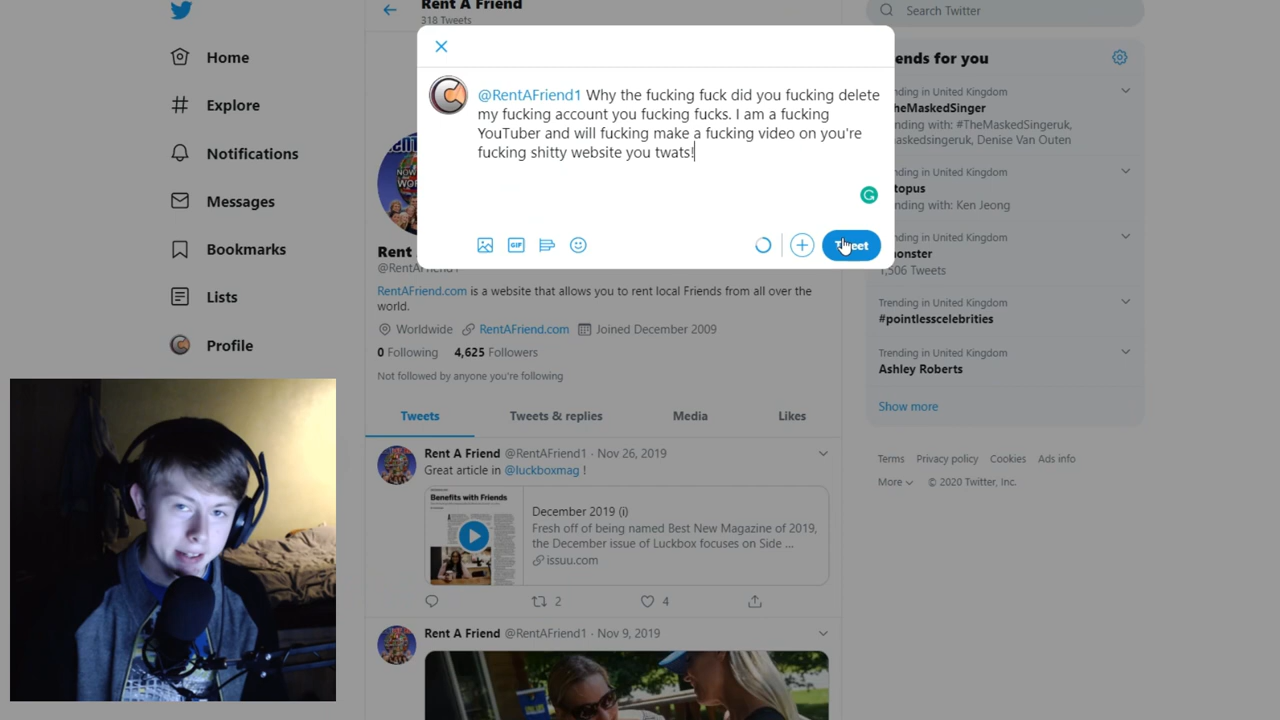 Rent A Friend
318 Tweets
Search Twitter
Home
Explore
Notifications
Messages
Bookmarks
Lists
Profile
@RentAFriend1 Why the fucking fuck did you fucking delete
my fucking account you fucking fucks. I am a fucking
YouTuber and will fucking make a fucking video on you're
fucking shitty website you twats!
GIF
Tweet
Rent
RentAFriend.com is a website that allows you to rent local Friends from all over the
world.
Worldwide RentAFriend.com Joined December 2009
0 Following 4,625 Followers
Not followed by anyone you're following
Tweets Tweets & replies Media Likes
Rent A Friend @RentAFriend1 · Nov 26, 2019
Great article in @luckboxmag !
Benefits with Friends
December 2019 (i)
Fresh off of being named Best New Magazine of 2019,
the December issue of Luckbox focuses on Side ...
issuu.com
2 4
Rent A Friend @RentAFriend1 · Nov 9, 2019
ends for you
Trending in United Kingdom
heMaskedSinger
nding with: #TheMaskedSingeruk,
askedsingeruk, Denise Van Outen
ending in United Kingdom
topus
nding with: Ken Jeong
ending in United Kingdom
onster
1,506 Tweets
Trending in United Kingdom
#pointlesscelebrities
Trending in United Kingdom
Ashley Roberts
Show more
Terms Privacy policy Cookies Ads info
More © 2020 Twitter, Inc.